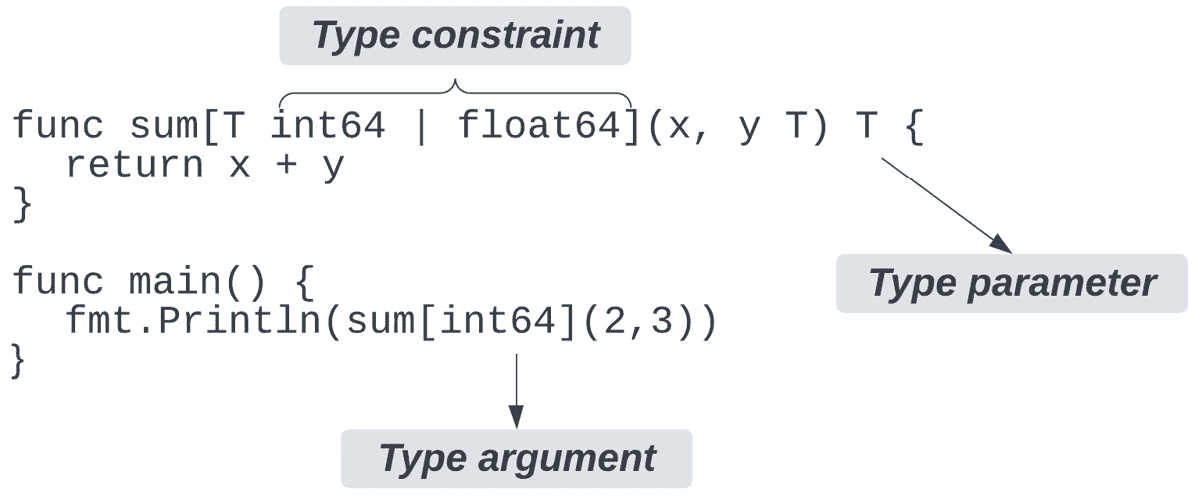 Type constraint
func sum[T int64 | float64](x, y T) T {
return x + y
}
Type parameter
func main() {
fmt.Println(sum[int64](2,3))
}
Type argument